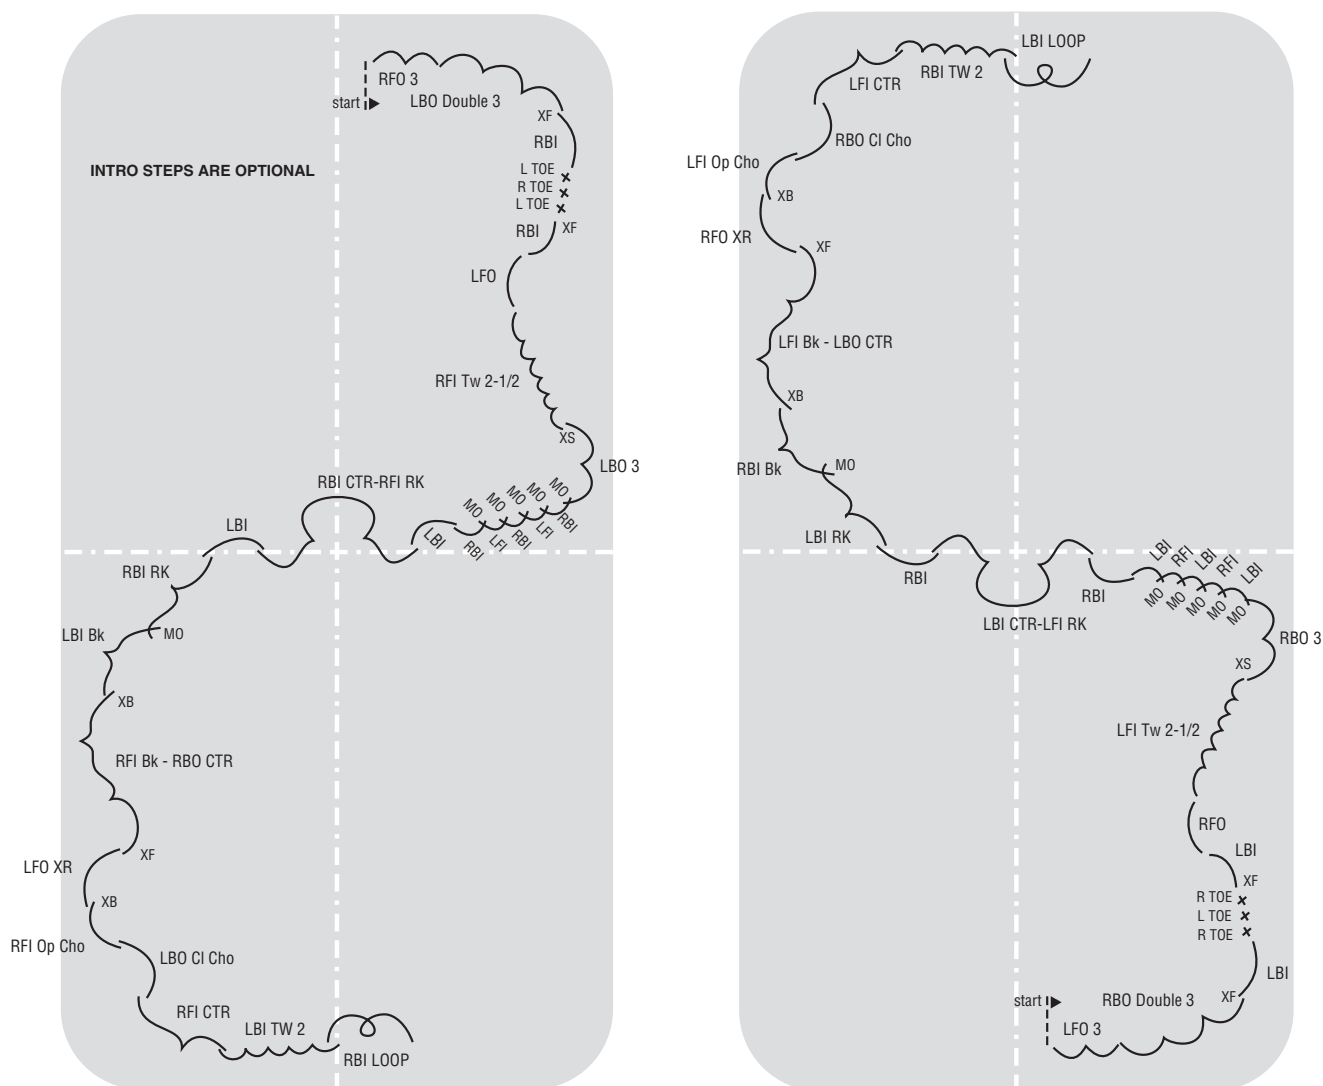 RFO 3
LBO Double 3
start
XF
RBI
INTRO STEPS ARE OPTIONAL
L TOE
R TOE
L TOE
RBI
XF
LFO
RFI Tw 2-1/2
XS
LBO 3
RBI CTR-RFI RK
MO
MO
MO
MO
MO
LBI
LBI
RBI
LFI
RBI
LFI
RBI
RBI RK
LBI Bk
MO
XB
RFI Bk - RBO CTR
XF
LFO XR
XB
RFI Op Cho
LBO Cl Cho
RFI CTR
LBI TW 2
RBI LOOP
LBI LOOP
RBI TW 2
LFI CTR
RBO Cl Cho
LFI Op Cho
XB
RFO XR
XF
LFI Bk - LBO CTR
XB
RBI Bk
MO
LBI RK
RBI
LBI CTR-LFI RK
RBI
LBI
RFI
LBI
RFI
LBI
MO
MO
MO
MO
MO
RBO 3
XS
LFI Tw 2-1/2
RFO
LBI
XF
R TOE
L TOE
R TOE
LBI
XF
RBO Double 3
start
LFO 3